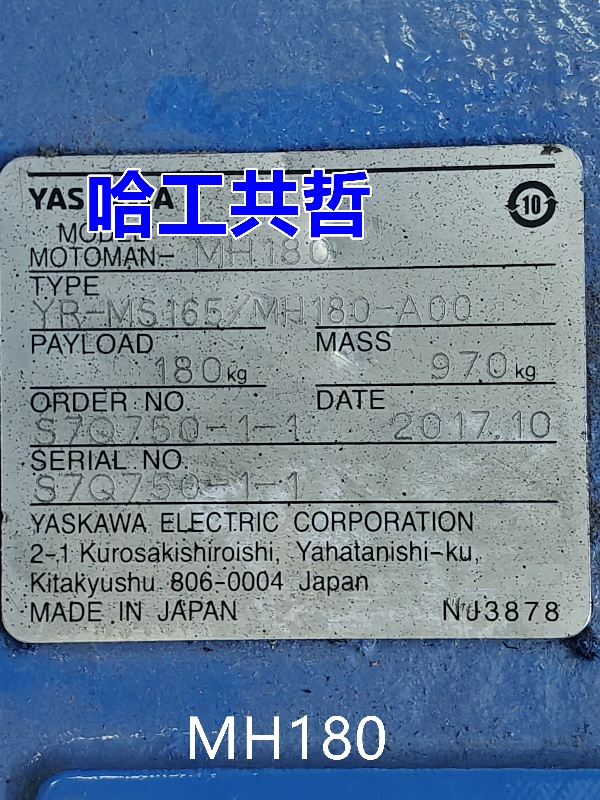 YAS 哈工共哲 A
MODEL
MOTOMAN- MH180
TYPE
YR-MS165/MH180-A00
PAYLOAD MASS
180kg 970kg
ORDER NO. DATE
S7Q750-1-1 2017.10
SERIAL NO.
S7Q750-1-1
YASKAWA ELECTRIC CORPORATION
2-1 Kurosakishiroishi, Yahatanishi-ku,
Kitakyushu 806-0004 Japan
MADE IN JAPAN NJ3878
10
MH180